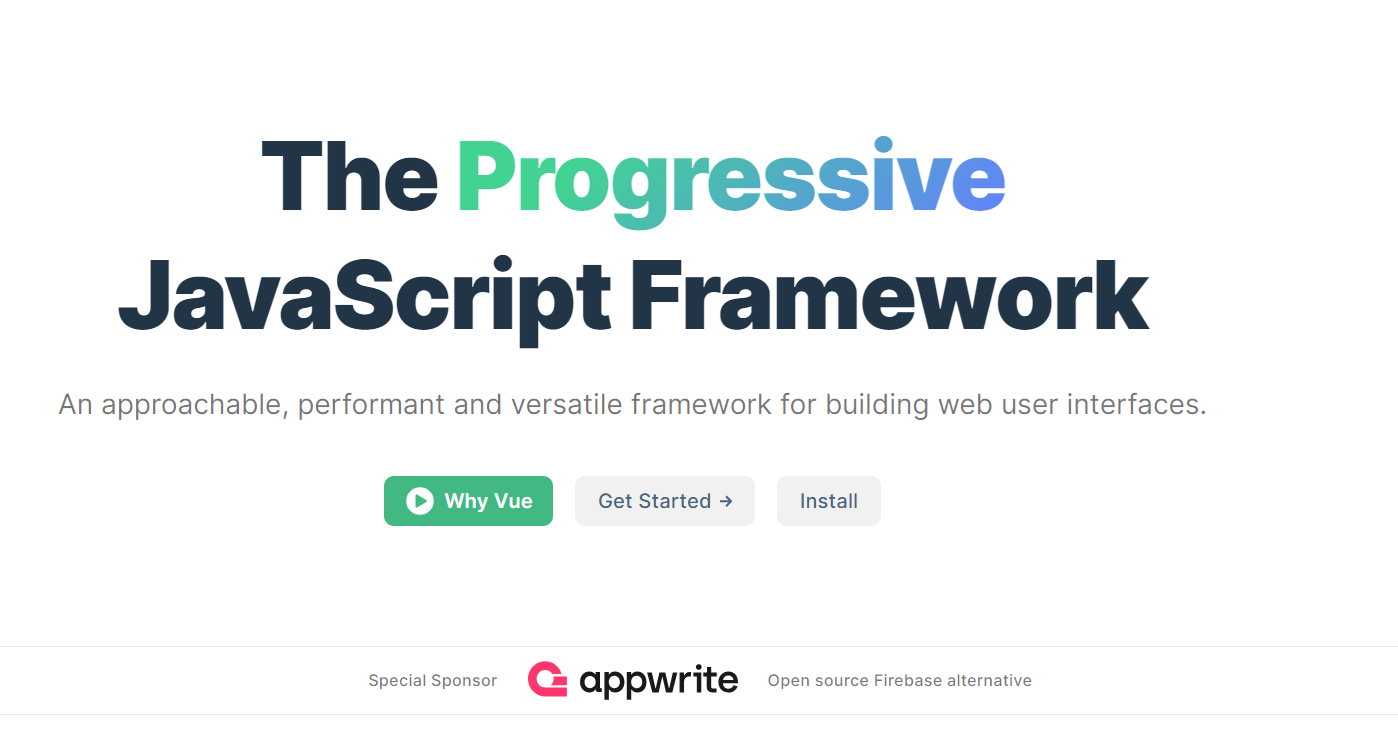 The Progressive
JavaScript Framework
An approachable, performant and versatile framework for building web user interfaces.
Why Vue
Get Started →
Install
Special Sponsor
appwrite
Open source Firebase alternative